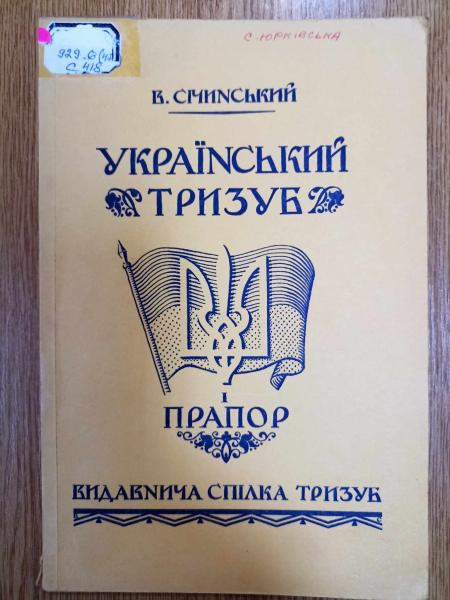 929.6(47)
С 418
С. ЮРКІВСЬКА
В. СІЧИНСЬКИЙ
УКРАЇНСЬКИЙ
ТРИЗУБ
І
ПРАПОР
ВИДАВНИЧА СПІЛКА ТРИЗУБ